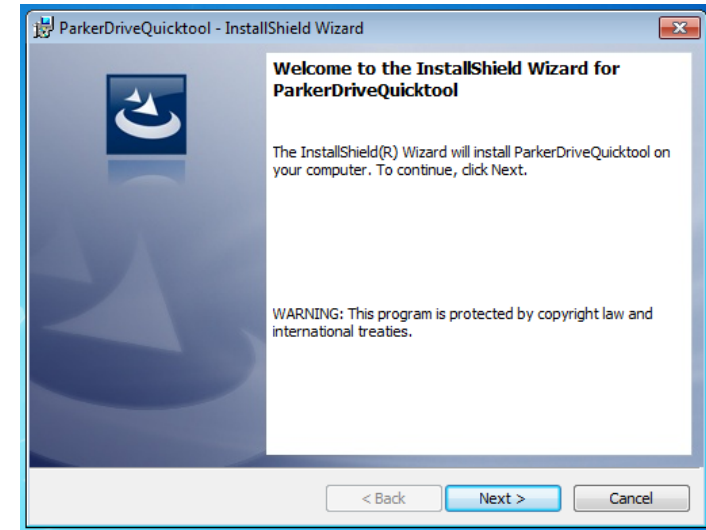 ParkerDriveQuicktool - InstallShield Wizard
Welcome to the InstallShield Wizard for
ParkerDriveQuicktool
The InstallShield(R) Wizard will install ParkerDriveQuicktool on
your computer. To continue, click Next.
WARNING: This program is protected by copyright law and
international treaties.
< Back Next > Cancel